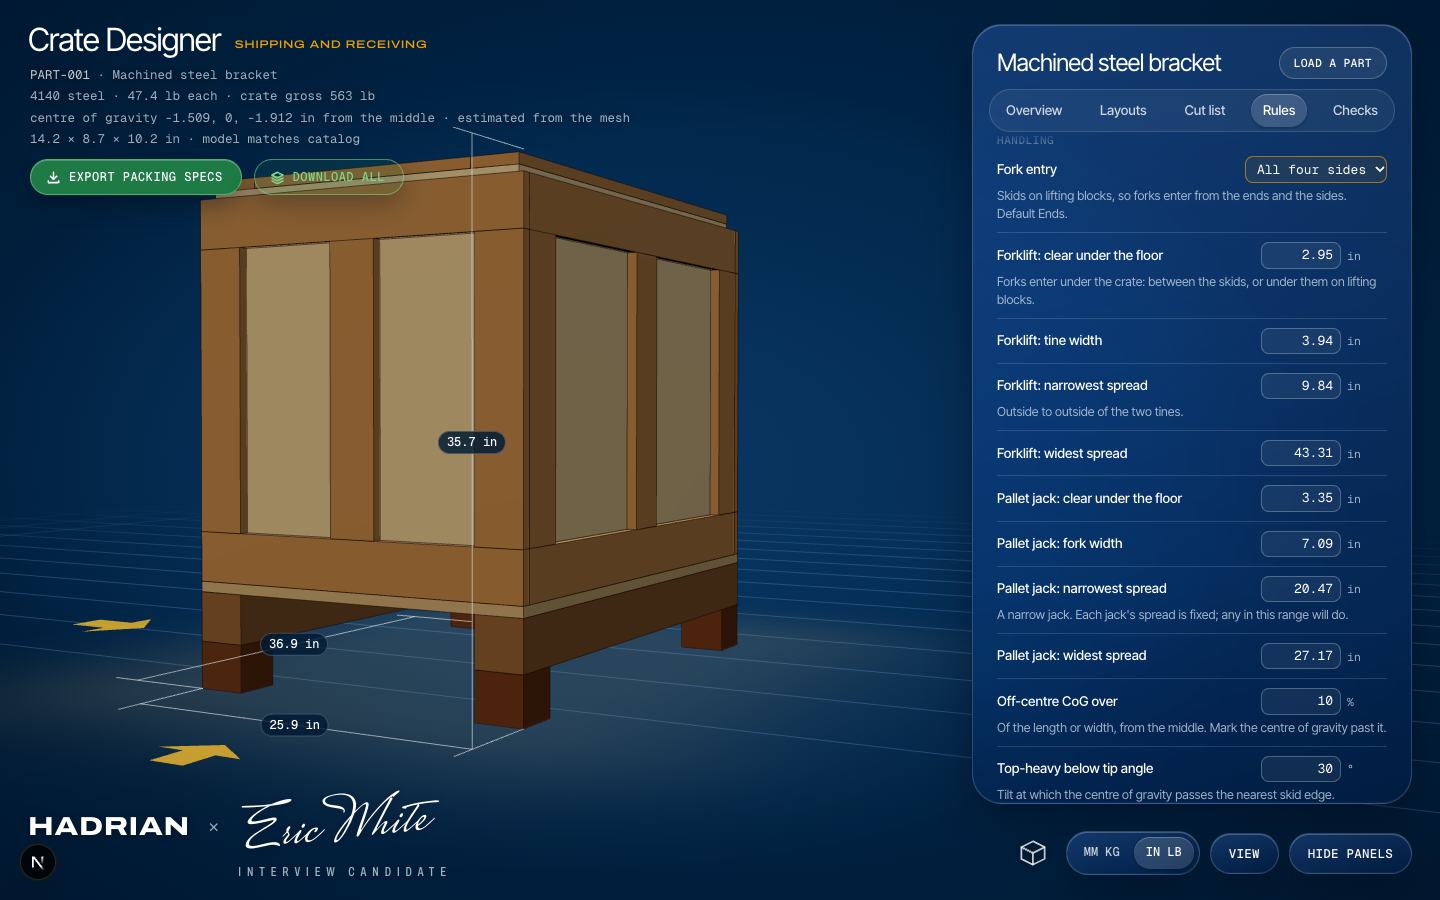 Crate Designer SHIPPING AND RECEIVING
PART-001 · Machined steel bracket
4140 steel · 47.4 lb each · crate gross 563 lb
centre of gravity -1.509, 0, -1.912 in from the middle · estimated from the mesh
14.2 × 8.7 × 10.2 in · model matches catalog
EXPORT PACKING SPECS DOWNLOAD ALL
35.7 in
36.9 in
25.9 in
HADRIAN × Eric White
INTERVIEW CANDIDATE
N
Machined steel bracket LOAD A PART
Overview Layouts Cut list Rules Checks
HANDLING
Fork entry All four sides
Skids on lifting blocks, so forks enter from the ends and the sides.
Default Ends.
Forklift: clear under the floor 2.95 in
Forks enter under the crate: between the skids, or under them on lifting
blocks.
Forklift: tine width 3.94 in
Forklift: narrowest spread 9.84 in
Outside to outside of the two tines.
Forklift: widest spread 43.31 in
Pallet jack: clear under the floor 3.35 in
Pallet jack: fork width 7.09 in
Pallet jack: narrowest spread 20.47 in
A narrow jack. Each jack's spread is fixed; any in this range will do.
Pallet jack: widest spread 27.17 in
Off-centre CoG over 10 %
Of the length or width, from the middle. Mark the centre of gravity past it.
Top-heavy below tip angle 30 °
Tilt at which the centre of gravity passes the nearest skid edge.
MM KG IN LB VIEW HIDE PANELS